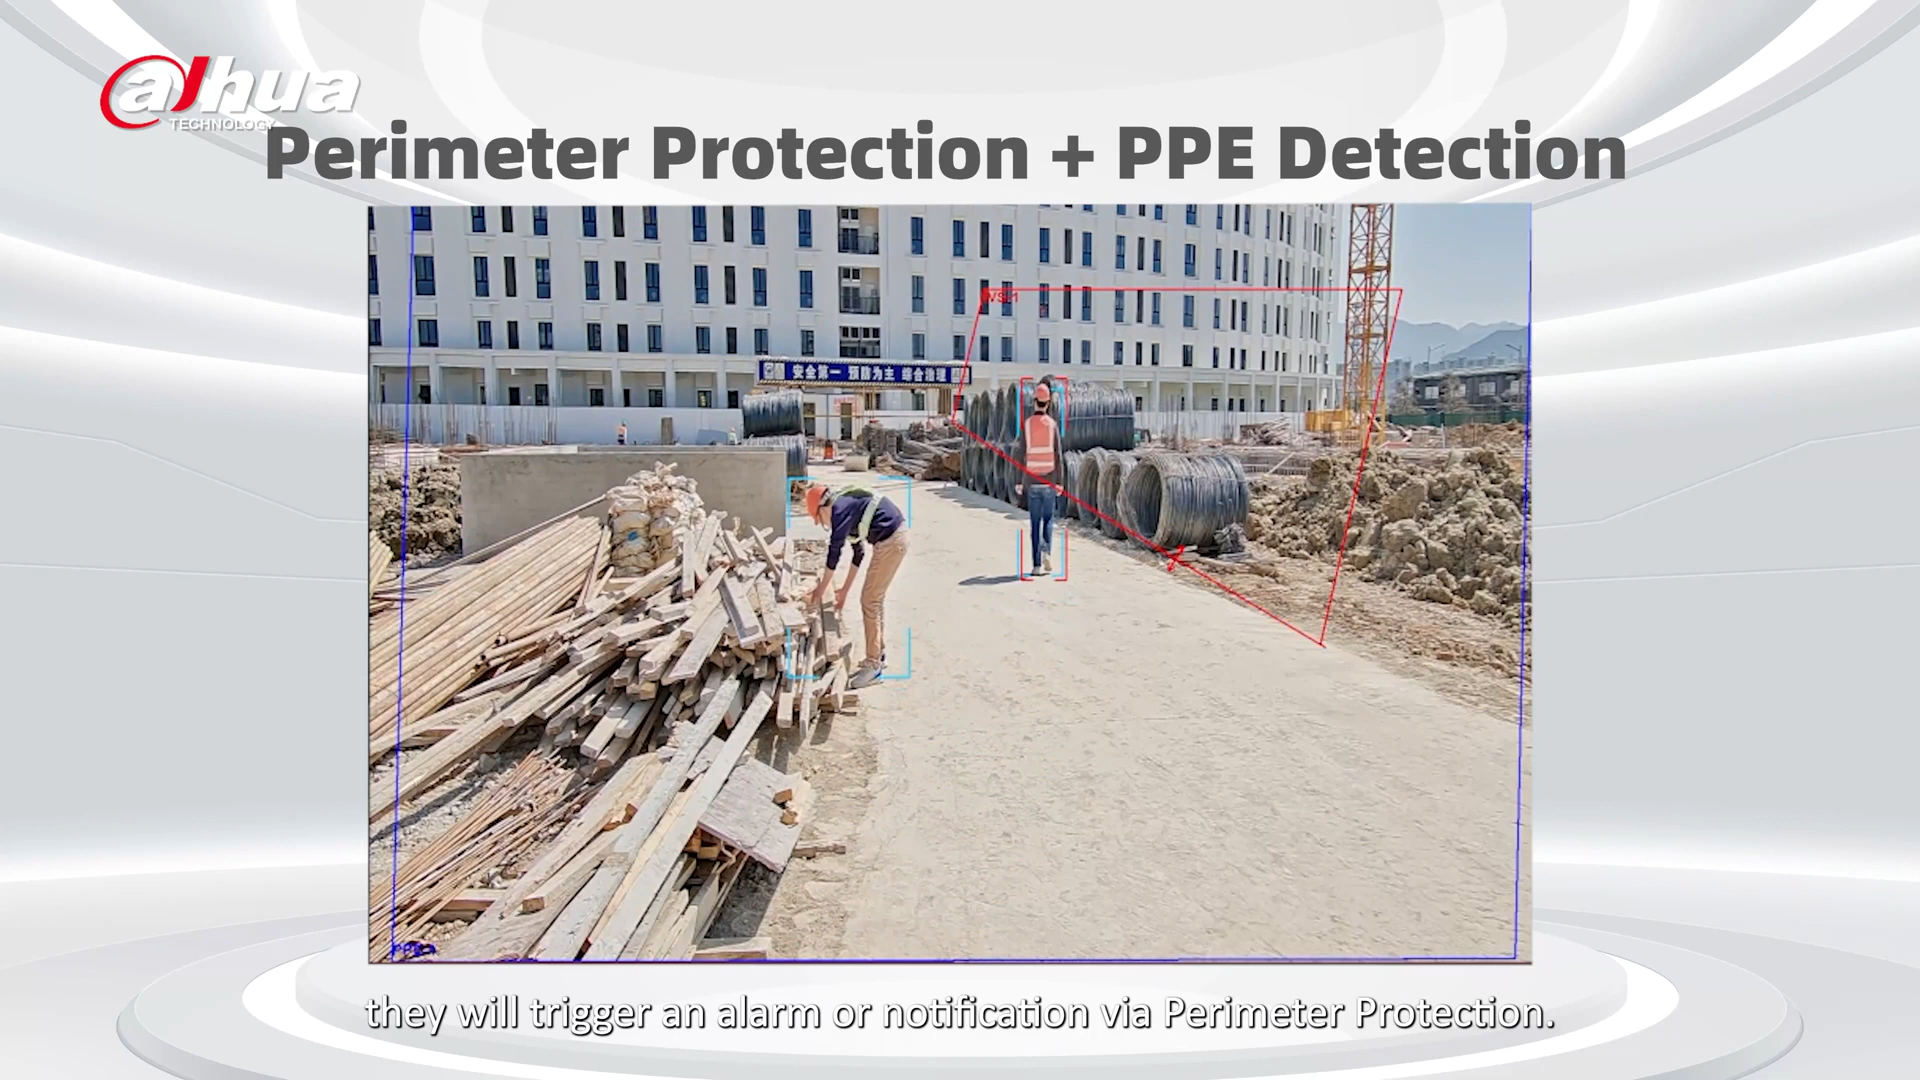 alhua
TECHNOLOGY
Perimeter Protection + PPE Detection
安全第一 预防为主 综合治理
they will trigger an alarm or notification via Perimeter Protection.